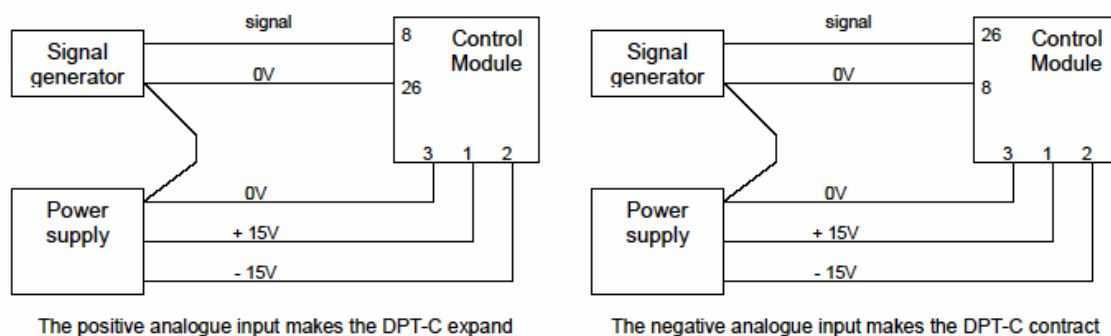 signal
Signal
generator
8
Control
Module
0V
26
3 1 2
Power
supply
0V
+ 15V
- 15V
The positive analogue input makes the DPT-C expand
signal
Signal
generator
26
Control
Module
0V
8
3 1 2
Power
supply
0V
+ 15V
- 15V
The negative analogue input makes the DPT-C contract